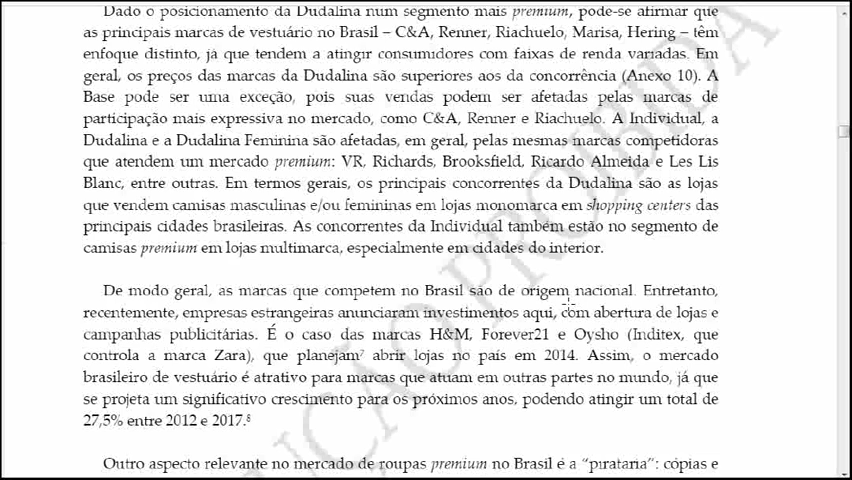 Dado o posicionamento da Dudalina num segmento mais premium, pode-se afirmar que
as principais marcas de vestuário no Brasil – C&A, Renner, Riachuelo, Marisa, Hering – têm
enfoque distinto, já que tendem a atingir consumidores com faixas de renda variadas. Em
geral, os preços das marcas da Dudalina são superiores aos da concorrência (Anexo 10). A
Base pode ser uma exceção, pois suas vendas podem ser afetadas pelas marcas de
participação mais expressiva no mercado, como C&A, Renner e Riachuelo. A Individual, a
Dudalina e a Dudalina Feminina são afetadas, em geral, pelas mesmas marcas competidoras
que atendem um mercado premium: VR, Richards, Brooksfield, Ricardo Almeida e Les Lis
Blanc, entre outras. Em termos gerais, os principais concorrentes da Dudalina são as lojas
que vendem camisas masculinas e/ou femininas em lojas monomarca em shopping centers das
principais cidades brasileiras. As concorrentes da Individual também estão no segmento de
camisas premium em lojas multimarca, especialmente em cidades do interior.
De modo geral, as marcas que competem no Brasil são de origem nacional. Entretanto,
recentemente, empresas estrangeiras anunciaram investimentos aqui, com abertura de lojas e
campanhas publicitárias. É o caso das marcas H&M, Forever21 e Oysho (Inditex, que
controla a marca Zara), que planejam⁷ abrir lojas no país em 2014. Assim, o mercado
brasileiro de vestuário é atrativo para marcas que atuam em outras partes no mundo, já que
se projeta um significativo crescimento para os próximos anos, podendo atingir um total de
27,5% entre 2012 e 2017.⁸
Outro aspecto relevante no mercado de roupas premium no Brasil é a “pirataria”: cópias e
UÇÃO PROIBIDA